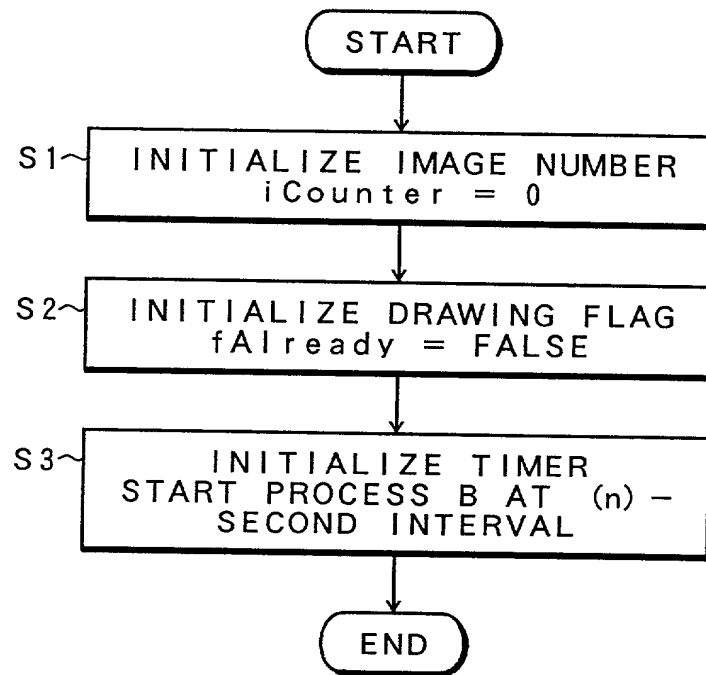 START
S1~
INITIALIZE IMAGE NUMBER
iCounter = 0
S2~
INITIALIZE DRAWING FLAG
fAlready = FALSE
S3~
INITIALIZE TIMER
START PROCESS B AT (n)-
SECOND INTERVAL
END